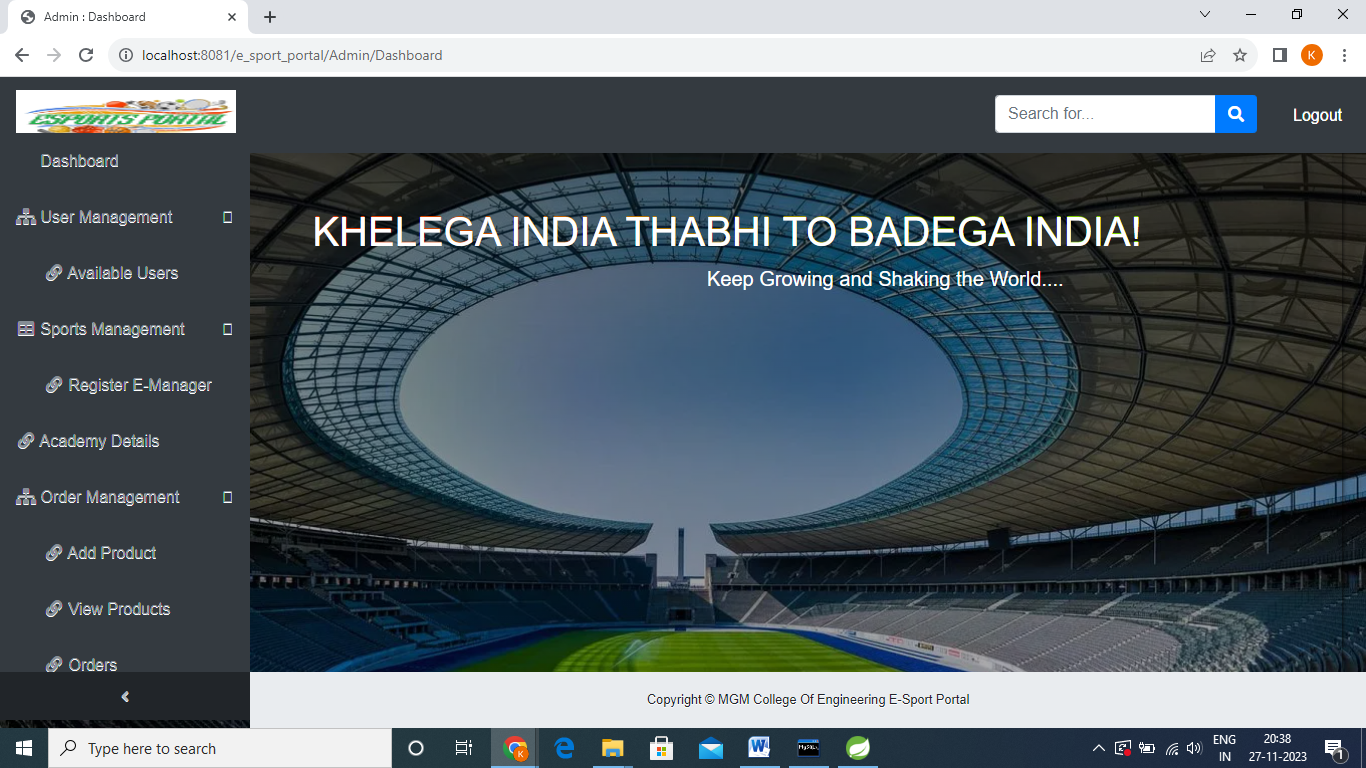 Admin : Dashboard
localhost:8081/e_sport_portal/Admin/Dashboard
K
ESPORTS PORTAL
Search for...
Logout
Dashboard
User Management
Available Users
Sports Management
Register E-Manager
Academy Details
Order Management
Add Product
View Products
Orders
KHELEGA INDIA THABHI TO BADEGA INDIA!
Keep Growing and Shaking the World....
Copyright © MGM College Of Engineering E-Sport Portal
Type here to search
K
W
MySQL
ENG
IN
20:38
27-11-2023
1